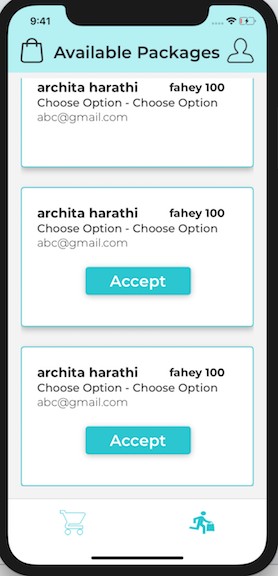 9:41
Available Packages
archita harathi fahey 100
Choose Option - Choose Option
abc@gmail.com
archita harathi fahey 100
Choose Option - Choose Option
abc@gmail.com
Accept
archita harathi fahey 100
Choose Option - Choose Option
abc@gmail.com
Accept